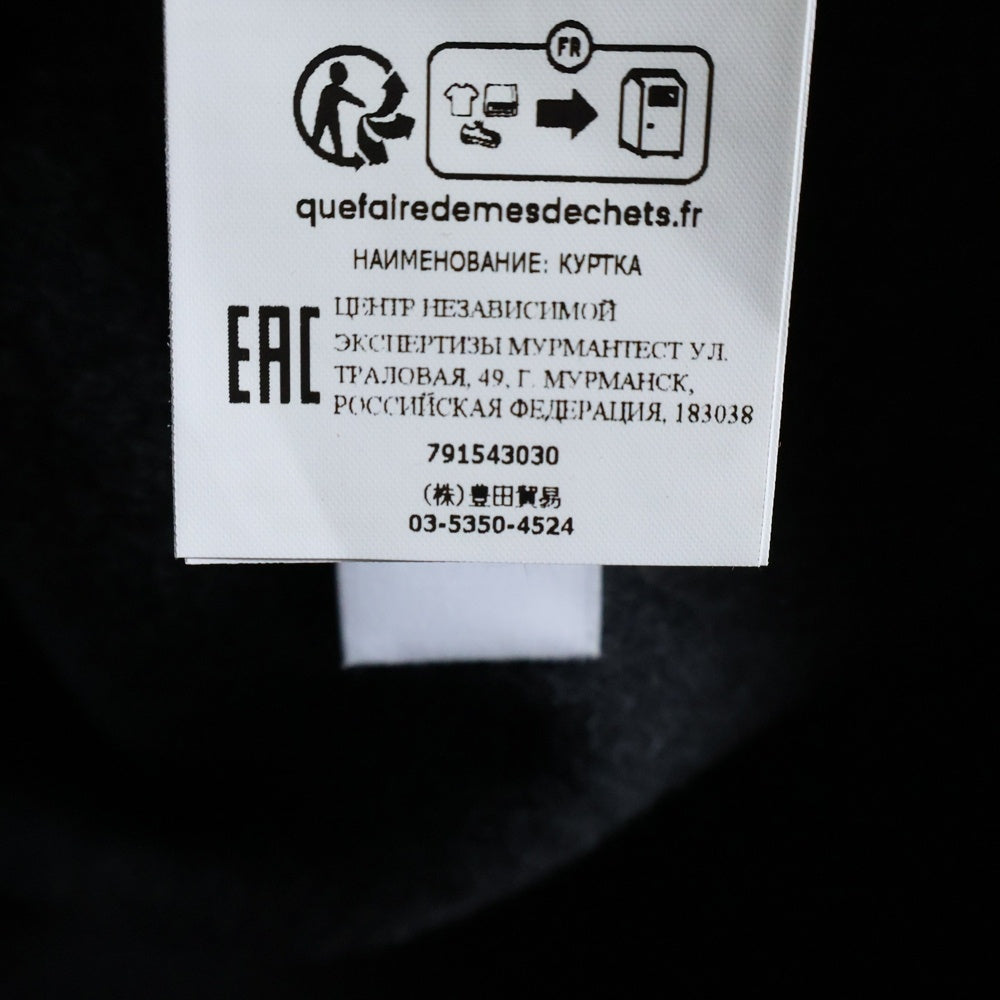 FR
quefairedemesdechets.fr
НАИМЕНОВАНИЕ: КУРТКА
EAC
ЦЕНТР НЕЗАВИСИМОЙ
ЭКСПЕРТИЗЫ МУРМАНТЕСТ УЛ.
ТРАЛОВАЯ, 49, Г. МУРМАНСК,
РОССИЙСКАЯ ФЕДЕРАЦИЯ, 183038
791543030
(株)豊田貿易
03-5350-4524